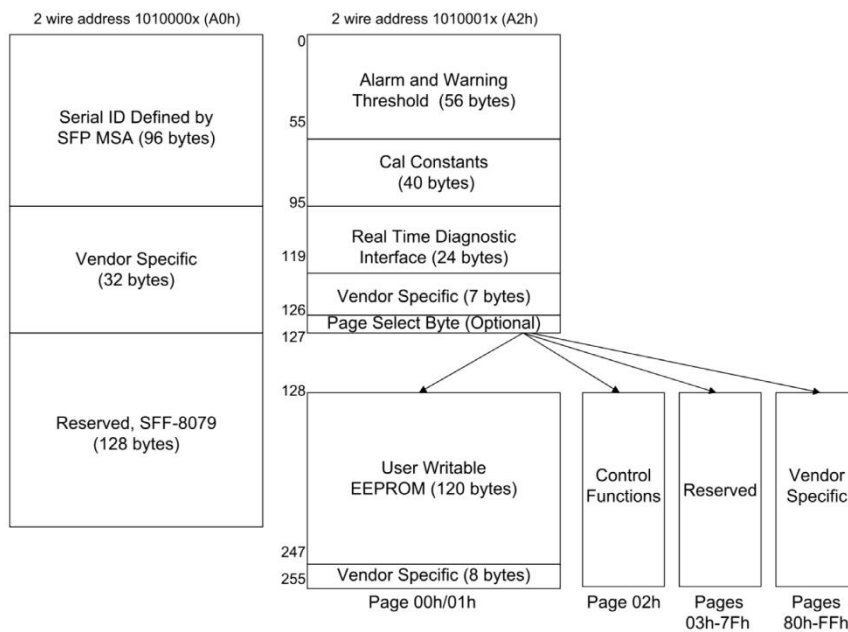 2 wire address 1010000x (A0h)
Serial ID Defined by
SFP MSA (96 bytes)
Vendor Specific
(32 bytes)
Reserved, SFF-8079
(128 bytes)
2 wire address 1010001x (A2h)
0
Alarm and Warning
Threshold (56 bytes)
55
Cal Constants
(40 bytes)
95
Real Time Diagnostic
Interface (24 bytes)
119
Vendor Specific (7 bytes)
126
Page Select Byte (Optional)
127
128
User Writable
EEPROM (120 bytes)
247
Vendor Specific (8 bytes)
255
Page 00h/01h
Control
Functions
Page 02h
Reserved
Pages
03h-7Fh
Vendor
Specific
Pages
80h-FFh